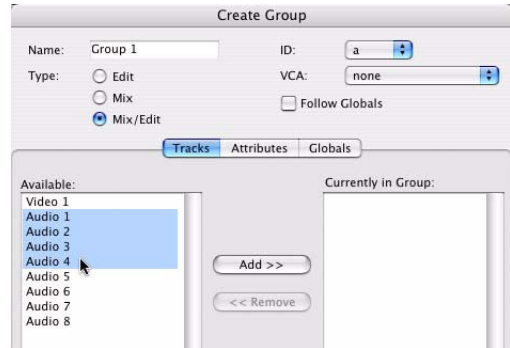 Create Group
Name: Group 1 ID: a
Type: Edit VCA: none
Mix Follow Globals
Mix/Edit
Tracks Attributes Globals
Available: Currently in Group:
Video 1
Audio 1
Audio 2
Audio 3
Audio 4
Audio 5
Audio 6
Audio 7
Audio 8
Add >>
<< Remove